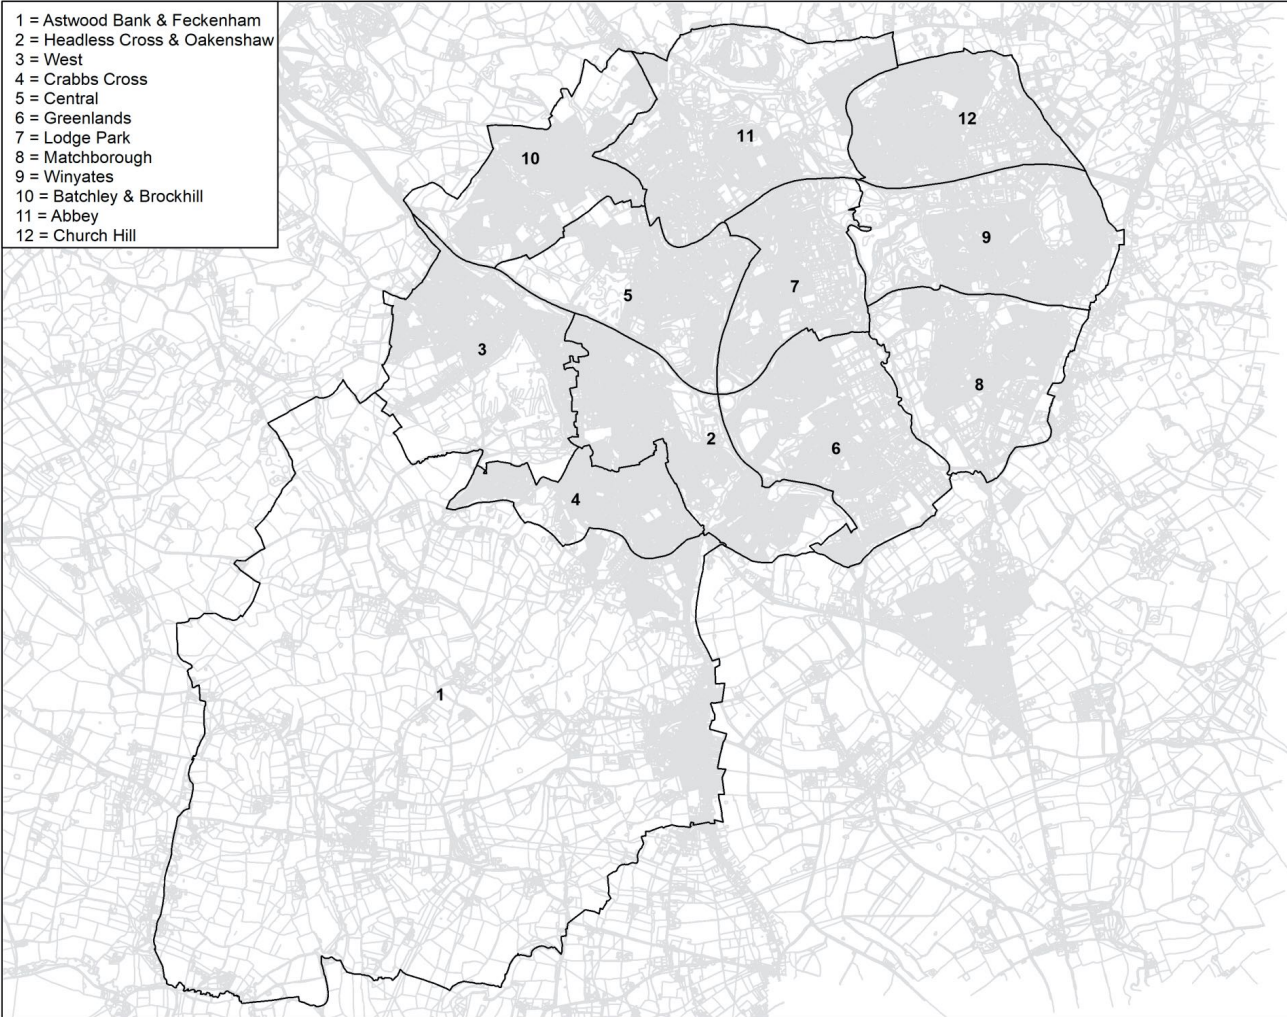 1 = Astwood Bank & Feckenham
2 = Headless Cross & Oakenshaw
3 = West
4 = Crabbs Cross
5 = Central
6 = Greenlands
7 = Lodge Park
8 = Matchborough
9 = Winyates
10 = Batchley & Brockhill
11 = Abbey
12 = Church Hill
12
11
10
9
7
5
3
8
2
6
4
1